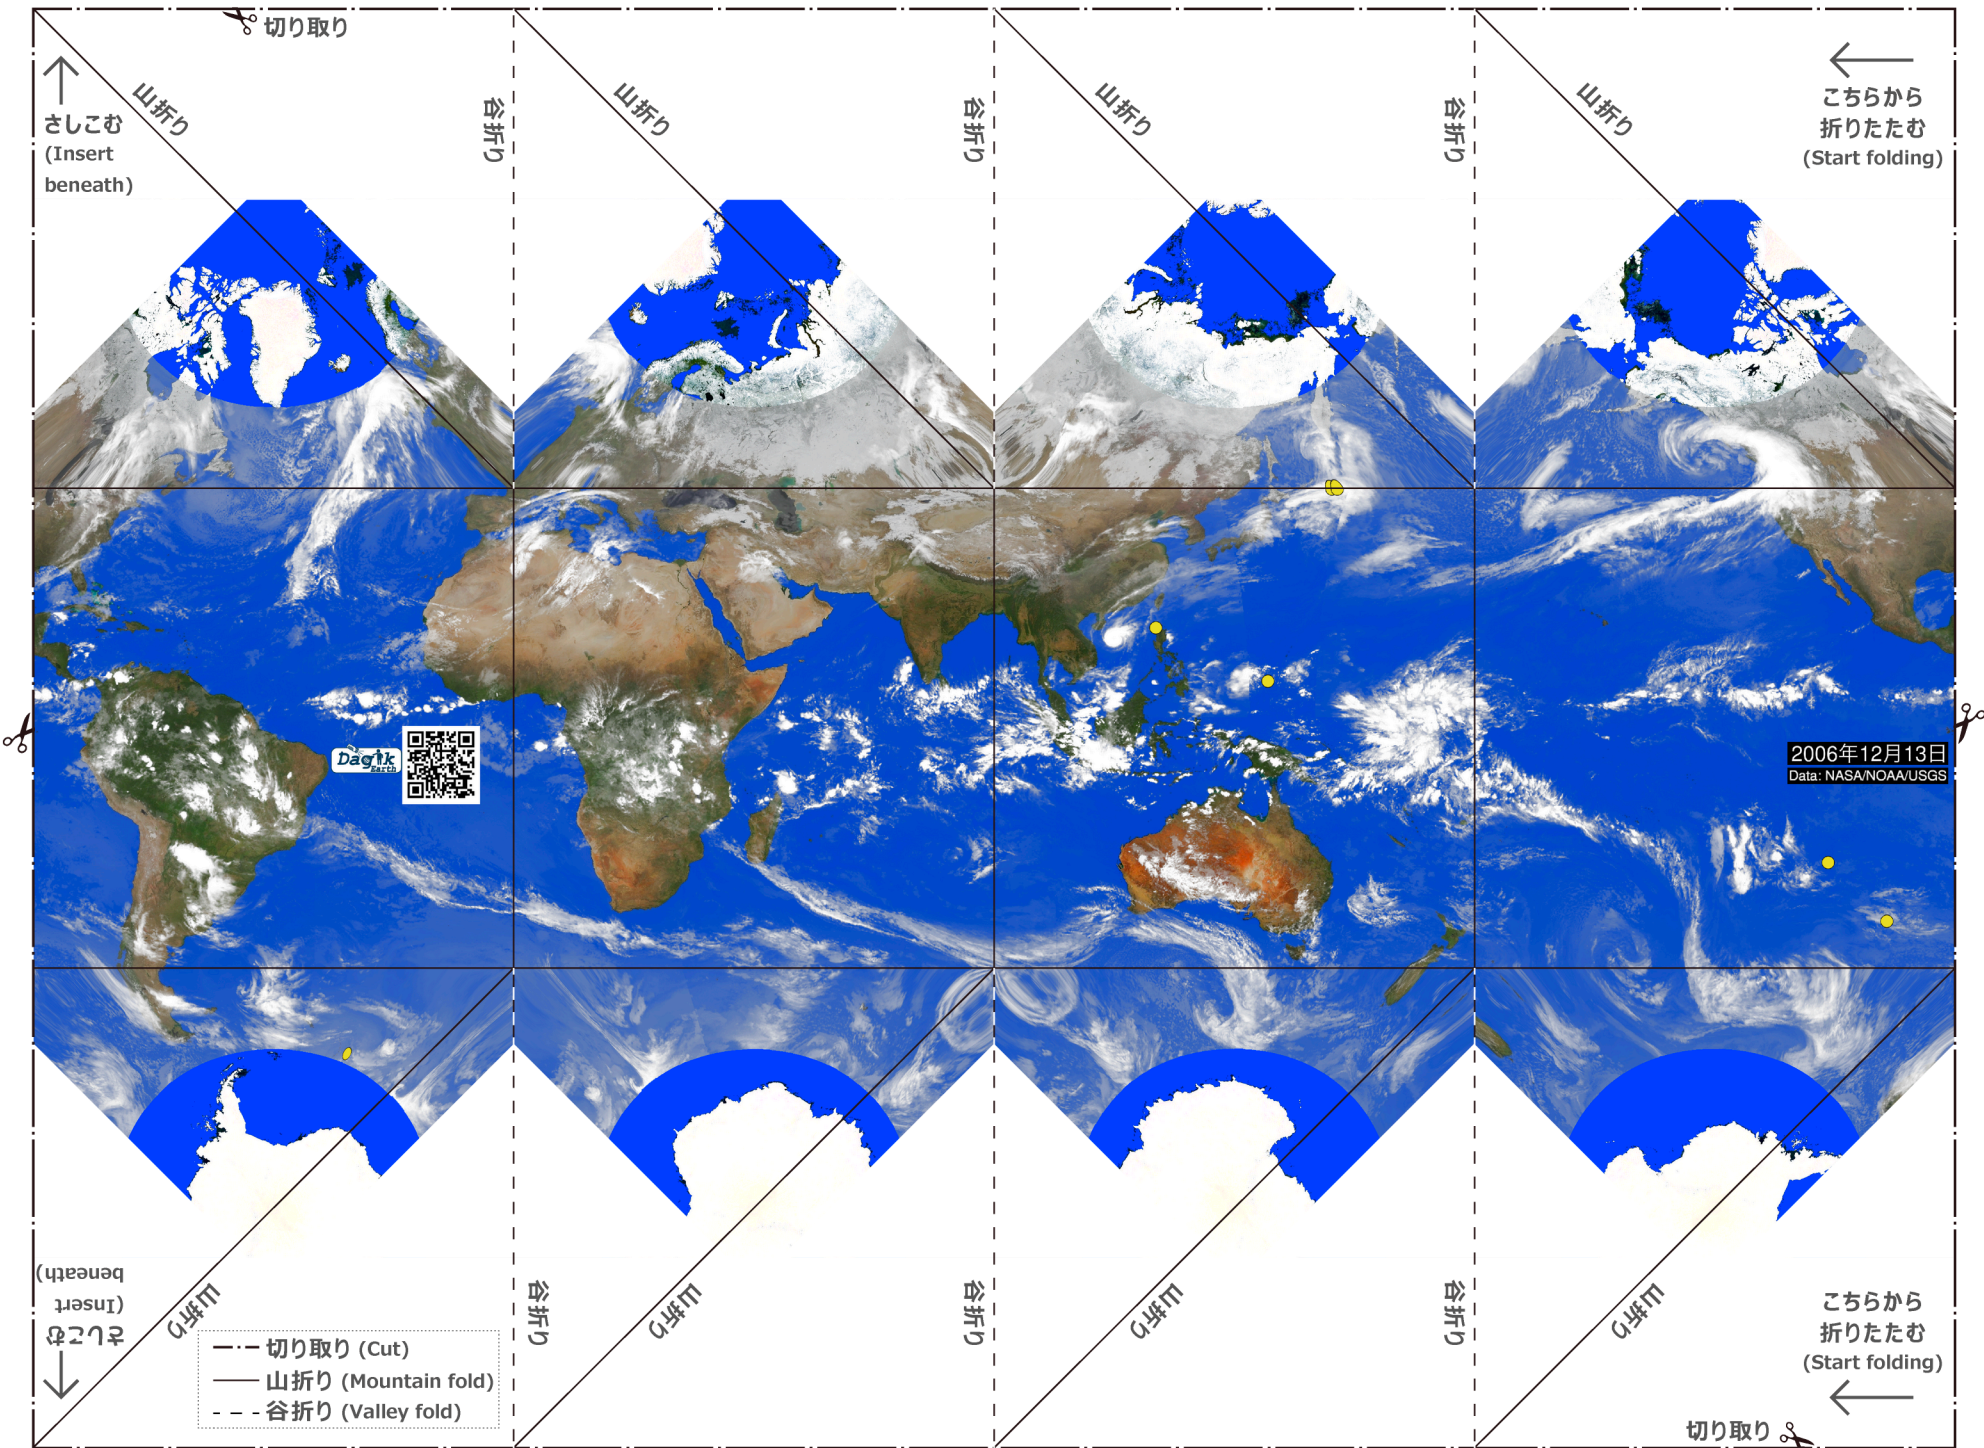 切り取り
さしこむ
(Insert
beneath)
山折り
谷折り
山折り
谷折り
山折り
谷折り
山折り
こちらから
折りたたむ
(Start folding)
Dagik
Earth
2006年12月13日
Data: NASA/NOAA/USGS
さしこむ
(Insert
beneath)
山折り
谷折り
山折り
谷折り
山折り
谷折り
山折り
こちらから
折りたたむ
(Start folding)
切り取り (Cut)
山折り (Mountain fold)
谷折り (Valley fold)
切り取り